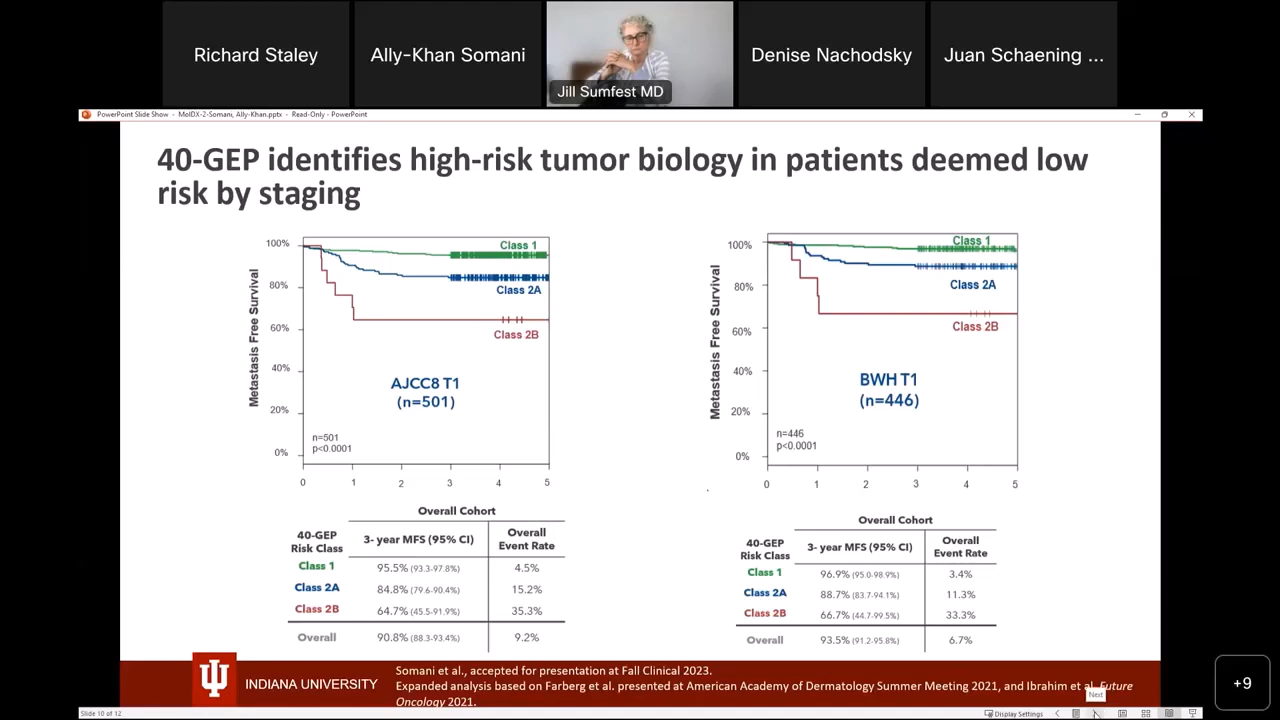 Richard Staley
Ally-Khan Somani
Jill Sumfest MD
Denise Nachodsky
Juan Schaening ...
PowerPoint Slide Show - MolDX-2-Somani, Ally-Khan.pptx - Read-Only - PowerPoint
40-GEP identifies high-risk tumor biology in patients deemed low
risk by staging
Metastasis Free Survival
100%
80%
60%
40%
20%
0%
Class 1
Class 2A
Class 2B
AJCC8 T1
(n=501)
n=501
p<0.0001
0 1 2 3 4 5
Metastasis Free Survival
100%
80%
60%
40%
20%
0%
Class 1
Class 2A
Class 2B
BWH T1
(n=446)
n=446
p<0.0001
0 1 2 3 4 5
Overall Cohort
40-GEP
Risk Class
3- year MFS (95% CI)
Overall
Event Rate
Class 1 95.5% (93.3-97.8%) 4.5%
Class 2A 84.8% (79.6-90.4%) 15.2%
Class 2B 64.7% (45.5-91.9%) 35.3%
Overall 90.8% (88.3-93.4%) 9.2%
Overall Cohort
40-GEP
Risk Class
3- year MFS (95% CI)
Overall
Event Rate
Class 1 96.9% (95.0-98.9%) 3.4%
Class 2A 88.7% (83.7-94.1%) 11.3%
Class 2B 66.7% (44.7-99.5%) 33.3%
Overall 93.5% (91.2-95.8%) 6.7%
INDIANA UNIVERSITY
Somani et al., accepted for presentation at Fall Clinical 2023.
Expanded analysis based on Farberg et al. presented at American Academy of Dermatology Summer Meeting 2021, and Ibrahim et al. Future
Oncology 2021.
Next
+9
Slide 10 of 12
Display Settings